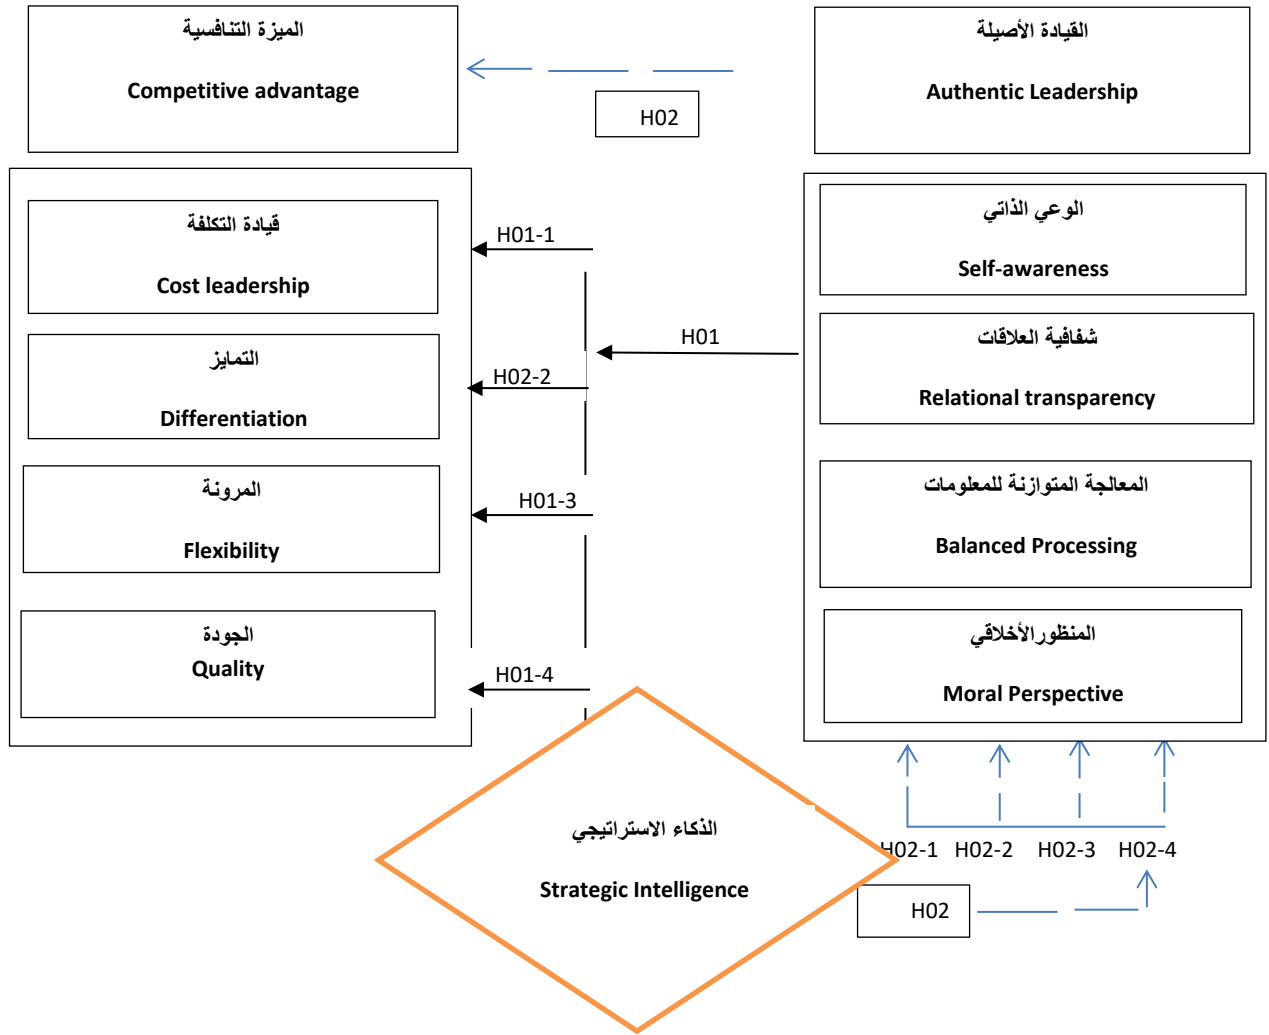 الميزة التنافسية
Competitive advantage
القيادة الأصيلة
Authentic Leadership
H02
قيادة التكلفة
Cost leadership
التمايز
Differentiation
المرونة
Flexibility
الجودة
Quality
H01-1
H02-2
H01-3
H01-4
H01
الوعي الذاتي
Self-awareness
شفافية العلاقات
Relational transparency
المعالجة المتوازنة للمعلومات
Balanced Processing
المنظورالأخلاقي
Moral Perspective
الذكاء الاستراتيجي
Strategic Intelligence
H02-1 H02-2 H02-3 H02-4
H02